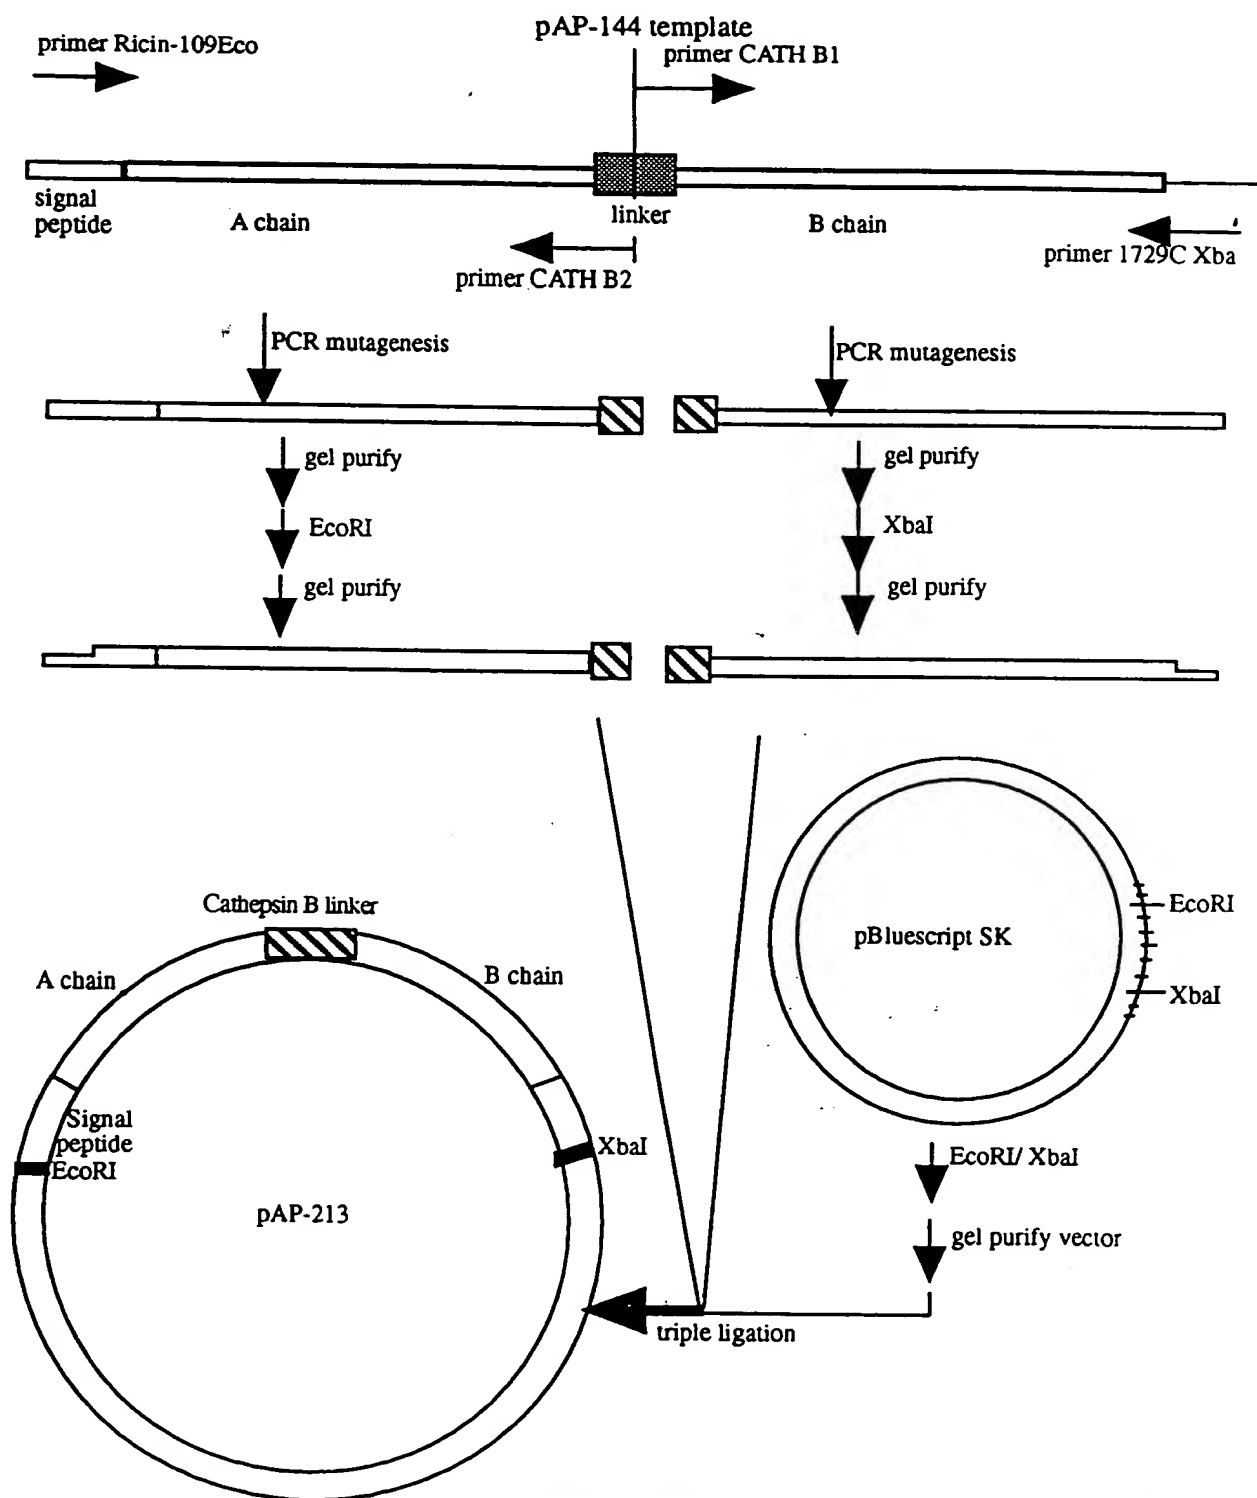 pAP-144 template
primer Ricin-109Eco
primer CATH B1
signal
peptide
A chain
linker
B chain
primer CATH B2
primer 1729C Xba
PCR mutagenesis
PCR mutagenesis
gel purify
gel purify
EcoRI
XbaI
gel purify
gel purify
Cathepsin B linker
A chain
B chain
pBluescript SK
EcoRI
XbaI
Signal
peptide
EcoRI
XbaI
pAP-213
EcoRI/ XbaI
gel purify vector
triple ligation